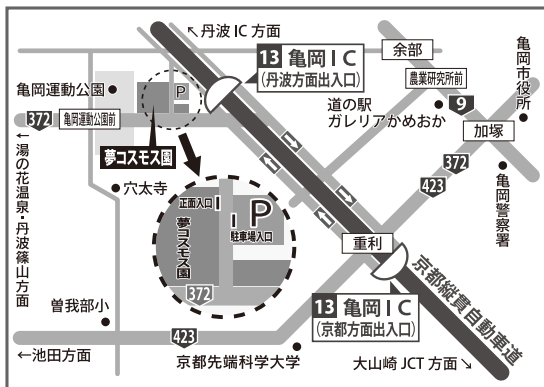 ↖丹波IC方面
13 亀岡IC
(丹波方面出入口)
余部
農業研究所前
亀岡市役所
道の駅
ガレリアかめおか
9
加塚
372
423
亀岡警察署
亀岡運動公園
P
372
亀岡運動公園前
夢コスモス園
←湯の花温泉・丹波篠山方面
穴太寺
正面入口
P
駐車場入口
夢コスモス園
372
重利
13 亀岡IC
(京都方面出入口)
京都縦貫自動車道
曽我部小
423
←池田方面
京都先端科学大学
大山崎JCT方面↘